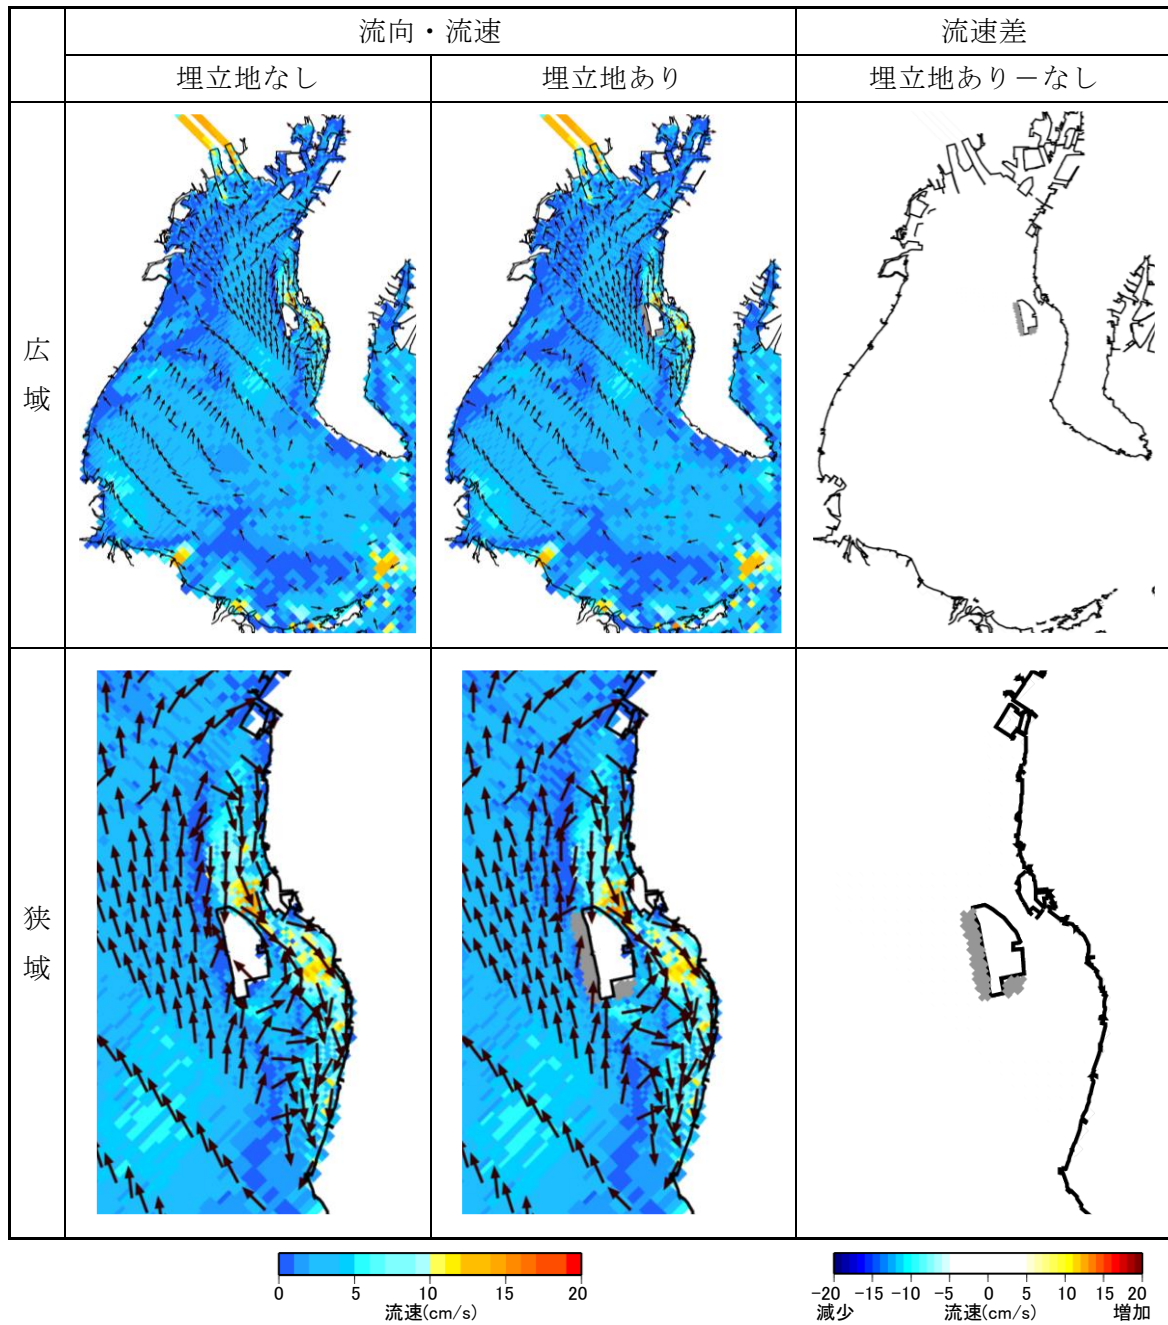 流向・流速
流速差
埋立地なし
埋立地あり
埋立地あり－なし
広域
狭域
0 5 10 15 20
流速(cm/s)
-20 -15 -10 -5 0 5 10 15 20
減少 流速(cm/s) 増加